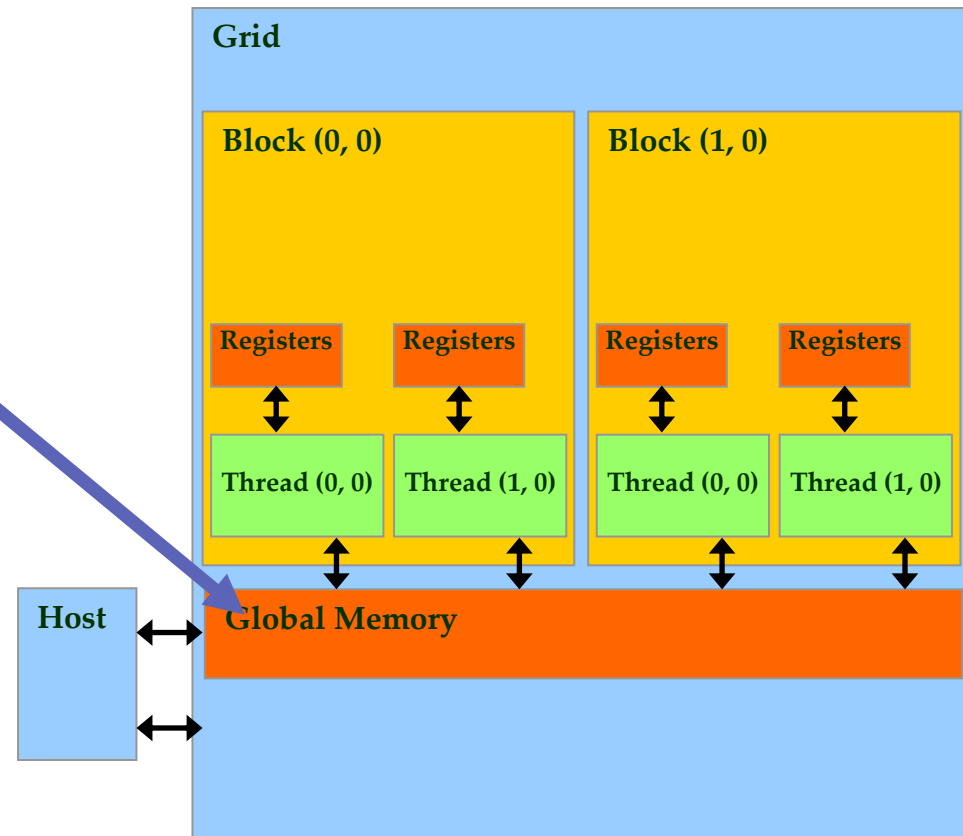 Grid
Block (0, 0)
Block (1, 0)
Registers
Registers
Registers
Registers
Thread (0, 0)
Thread (1, 0)
Thread (0, 0)
Thread (1, 0)
Host
Global Memory